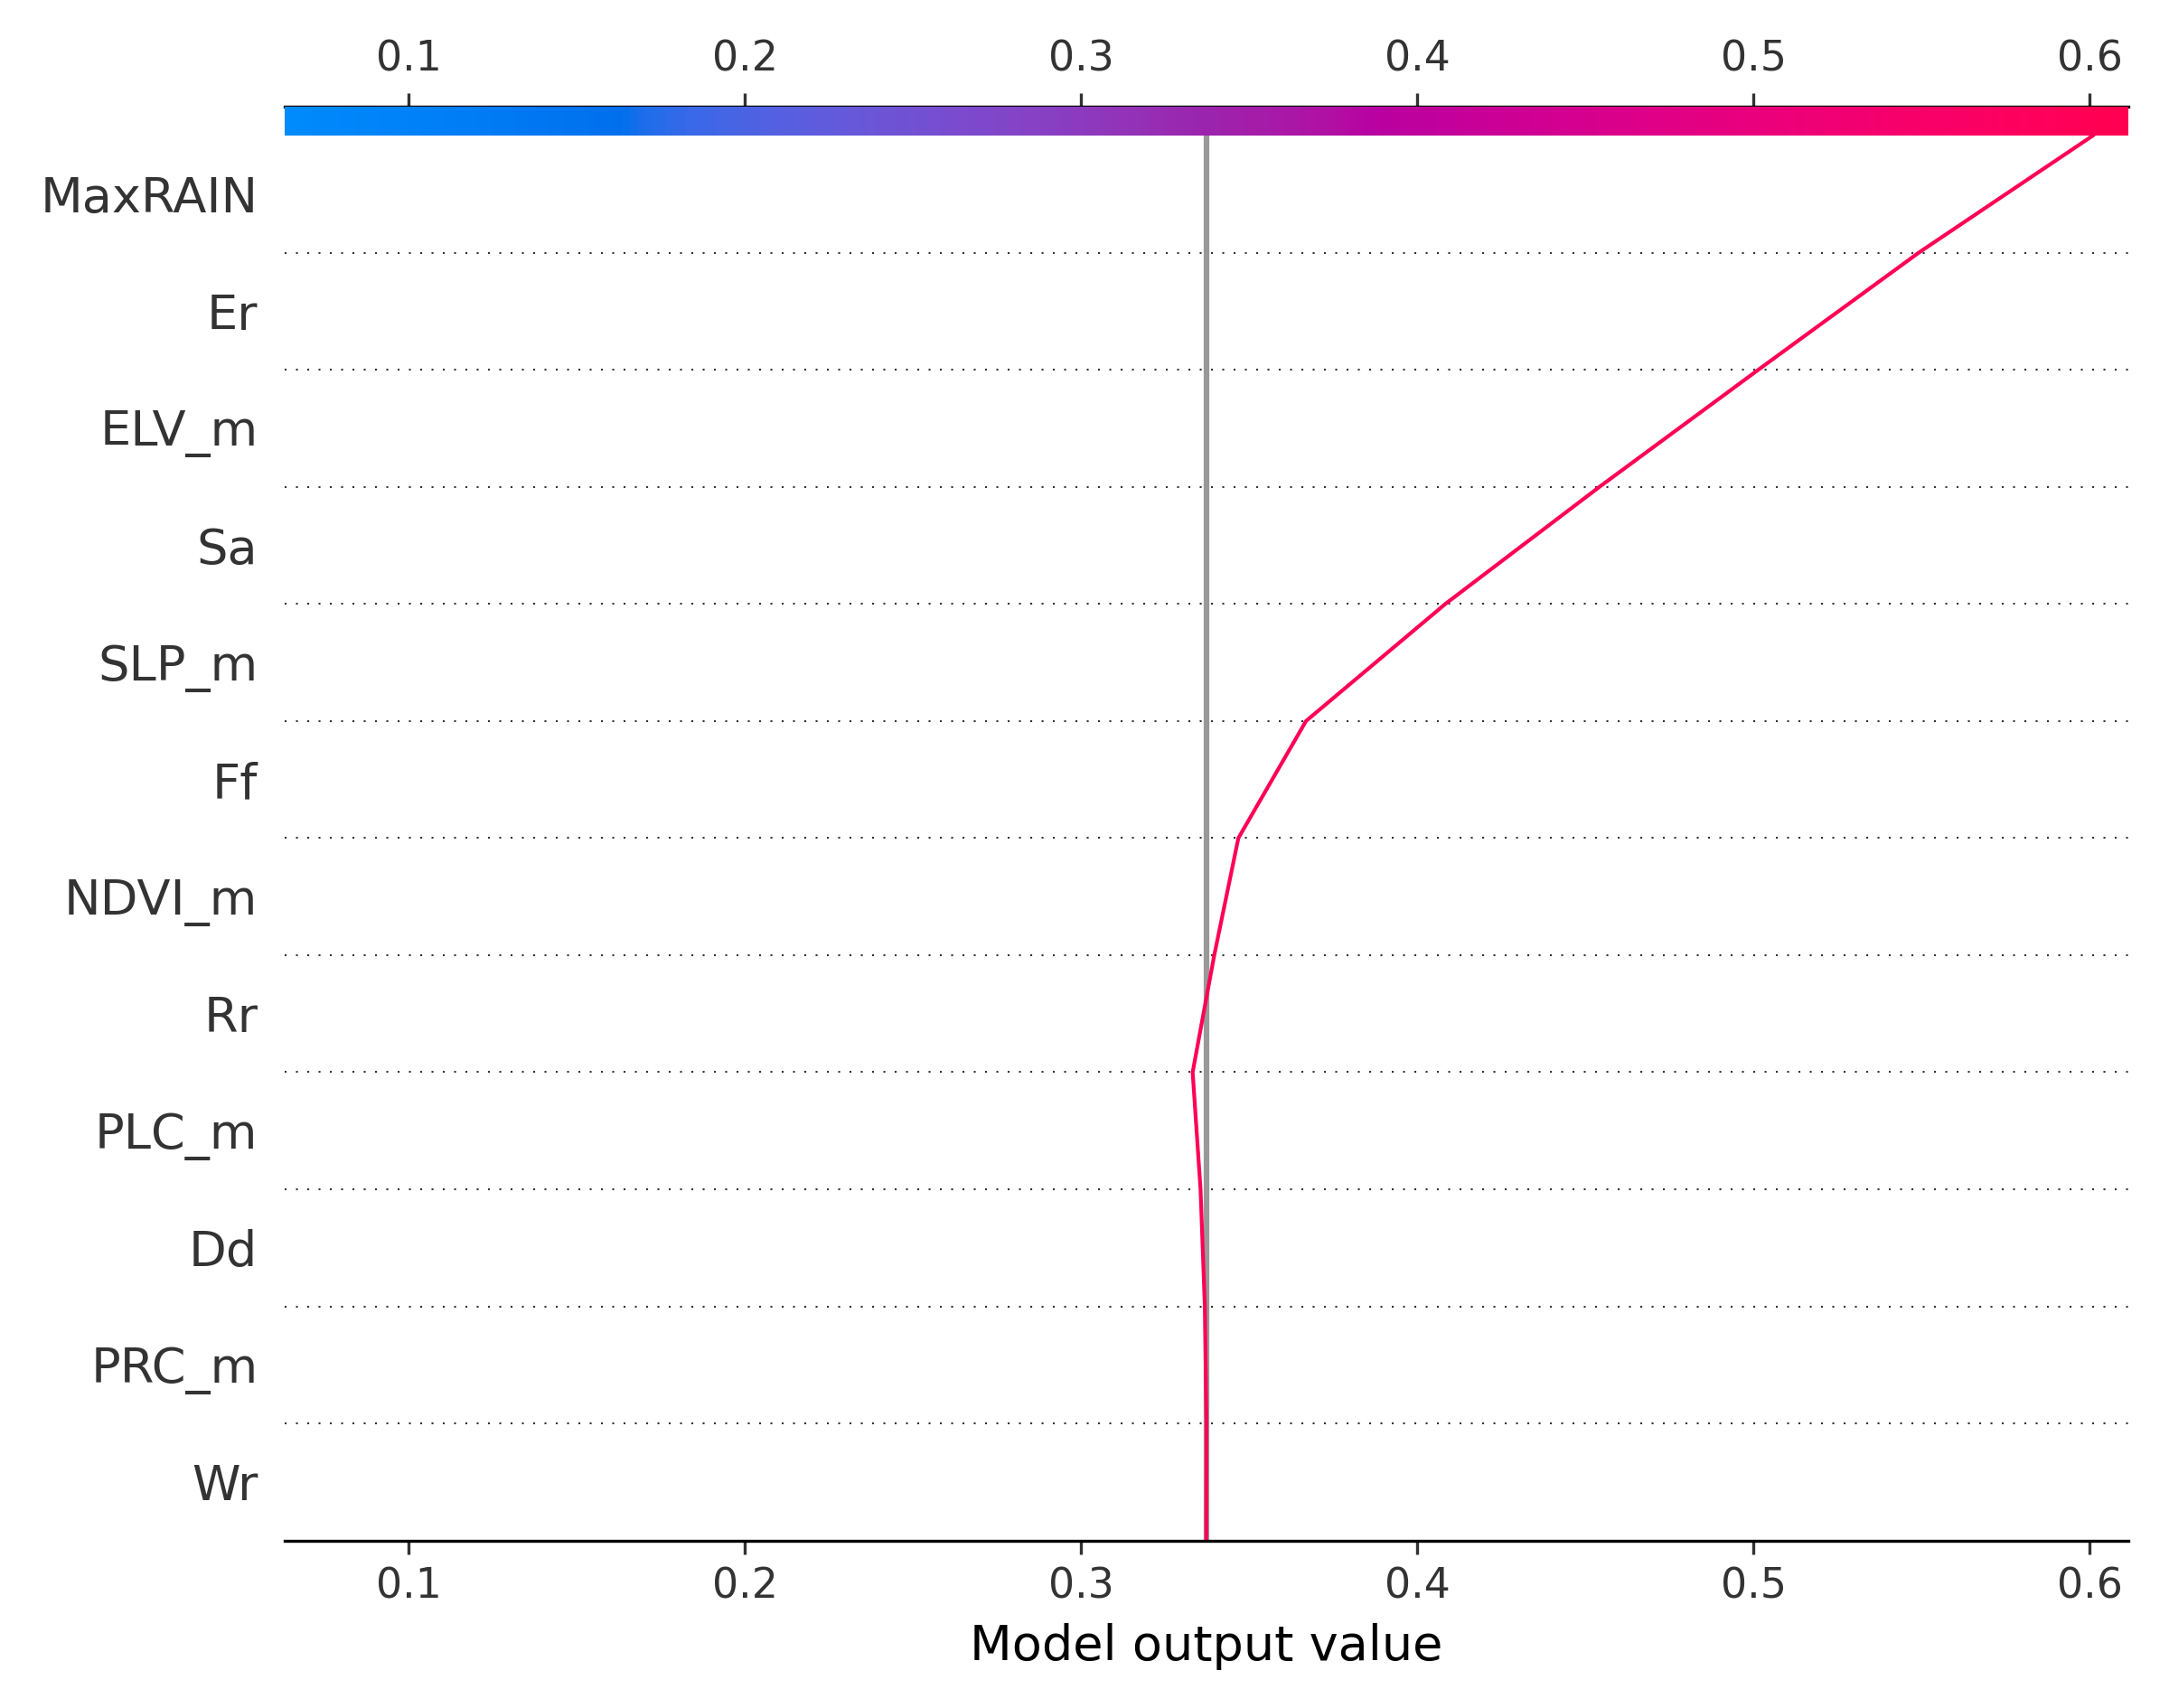 0.1 0.2 0.3 0.4 0.5 0.6
MaxRAIN
Er
ELV_m
Sa
SLP_m
Ff
NDVI_m
Rr
PLC_m
Dd
PRC_m
Wr
0.1 0.2 0.3 0.4 0.5 0.6
Model output value